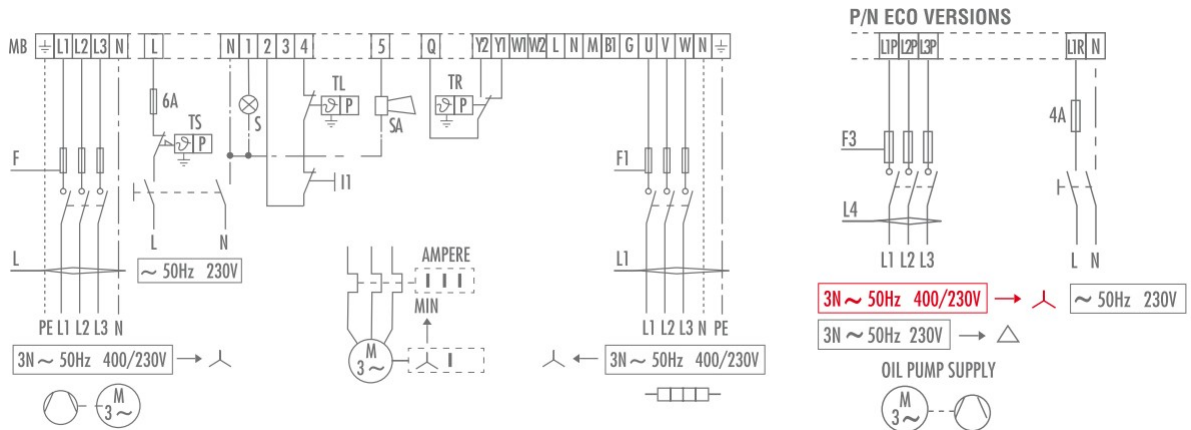 P/N ECO VERSIONS
MB ⏚ L1 L2 L3 N L N 1 2 3 4 5 Q Y2 Y1 W1 W2 L N M B1 G U V W N ⏚
L1P L2P L3P L1R N
6A
TS
ϑ P
S
TL
ϑ P
SA
TR
ϑ P
4A
F
F1
F3
I1
L N
~ 50Hz 230V
L
AMPERE
I I I
MIN
M
3~
I
L1
L4
PE L1 L2 L3 N
L1 L2 L3 N PE
L1 L2 L3
L N
3N ~ 50Hz 400/230V
3N ~ 50Hz 400/230V
3N ~ 50Hz 400/230V
~ 50Hz 230V
3N ~ 50Hz 230V
OIL PUMP SUPPLY
M
3~
M
3~